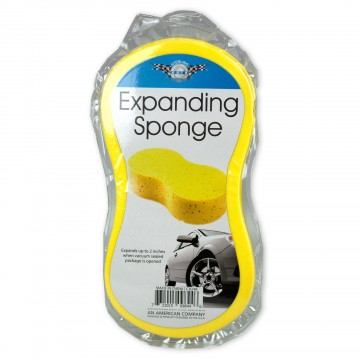 Expanding
Sponge
Expands up to 2 inches
when vacuum sealed
package is opened
AN AMERICAN COMPANY